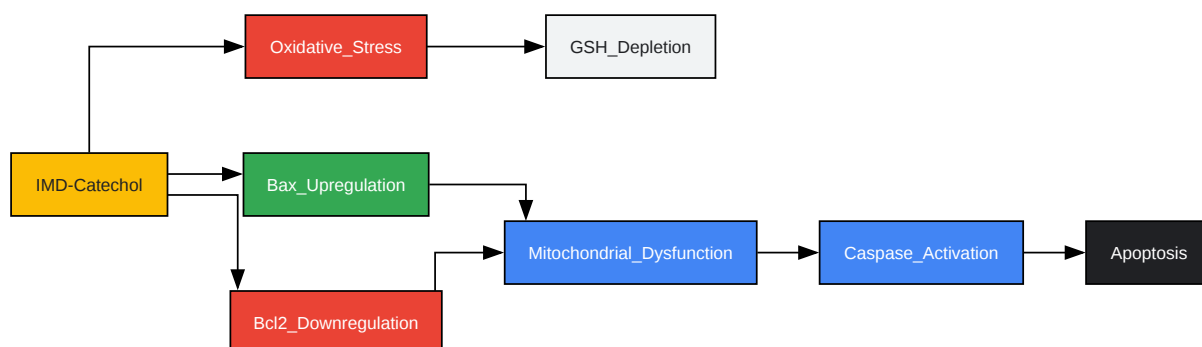 Oxidative_Stress
GSH_Depletion
IMD-Catechol
Bax_Upregulation
Mitochondrial_Dysfunction
Caspase_Activation
Apoptosis
Bcl2_Downregulation